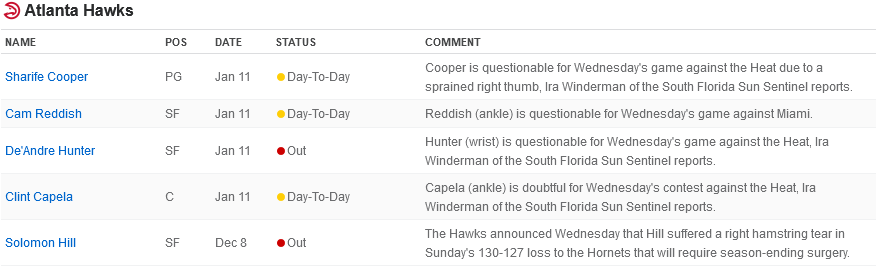 Atlanta Hawks
NAME POS DATE STATUS COMMENT
Sharife Cooper PG Jan 11 Day-To-Day Cooper is questionable for Wednesday's game against the Heat due to a
sprained right thumb, Ira Winderman of the South Florida Sun Sentinel reports.
Cam Reddish SF Jan 11 Day-To-Day Reddish (ankle) is questionable for Wednesday's game against Miami.
De'Andre Hunter SF Jan 11 Out Hunter (wrist) is questionable for Wednesday's game against the Heat, Ira
Winderman of the South Florida Sun Sentinel reports.
Clint Capela C Jan 11 Day-To-Day Capela (ankle) is doubtful for Wednesday's contest against the Heat, Ira
Winderman of the South Florida Sun Sentinel reports.
Solomon Hill SF Dec 8 Out The Hawks announced Wednesday that Hill suffered a right hamstring tear in
Sunday's 130-127 loss to the Hornets that will require season-ending surgery.